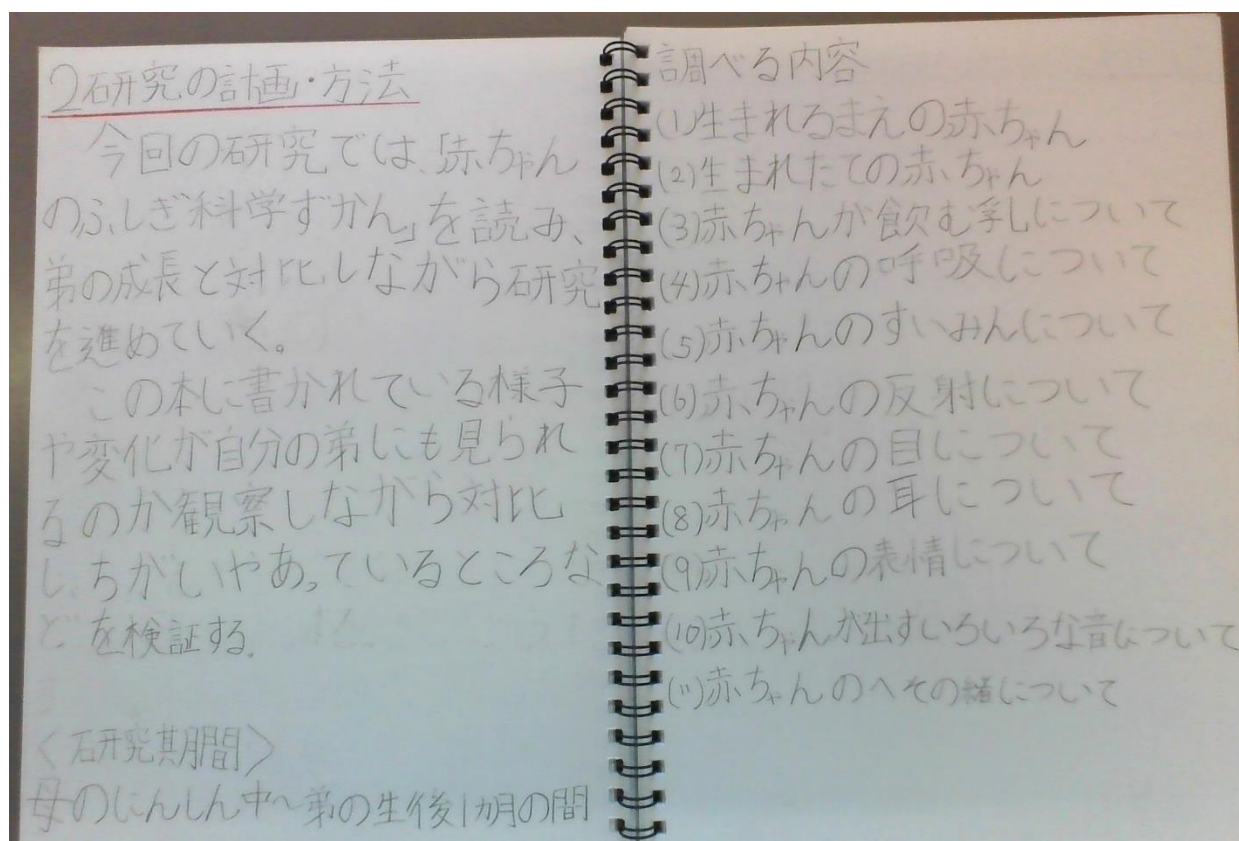 2研究の計画・方法
今回の研究では、「赤ちゃん
のふしぎ科学ずかん」を読み、
弟の成長と対比しながら研究
を進めていく。
この本に書かれている様子
や変化が自分の弟にも見られ
るのか観察しながら対比
し、ちがいやあっているところな
どを検証する。
〈研究期間〉
母のにんしん中〜弟の生後1カ月の間
調べる内容
(1)生まれるまえの赤ちゃん
(2)生まれたての赤ちゃん
(3)赤ちゃんが飲む乳について
(4)赤ちゃんの呼吸について
(5)赤ちゃんのすいみんについて
(6)赤ちゃんの反射について
(7)赤ちゃんの目について
(8)赤ちゃんの耳について
(9)赤ちゃんの表情について
(10)赤ちゃんが出すいろいろな音について
(11)赤ちゃんのへその緒について